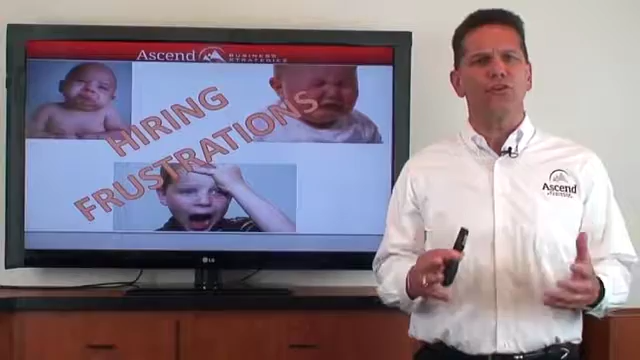 Ascend BUSINESS STRATEGIES
HIRING
FRUSTRATIONS
LG
Ascend